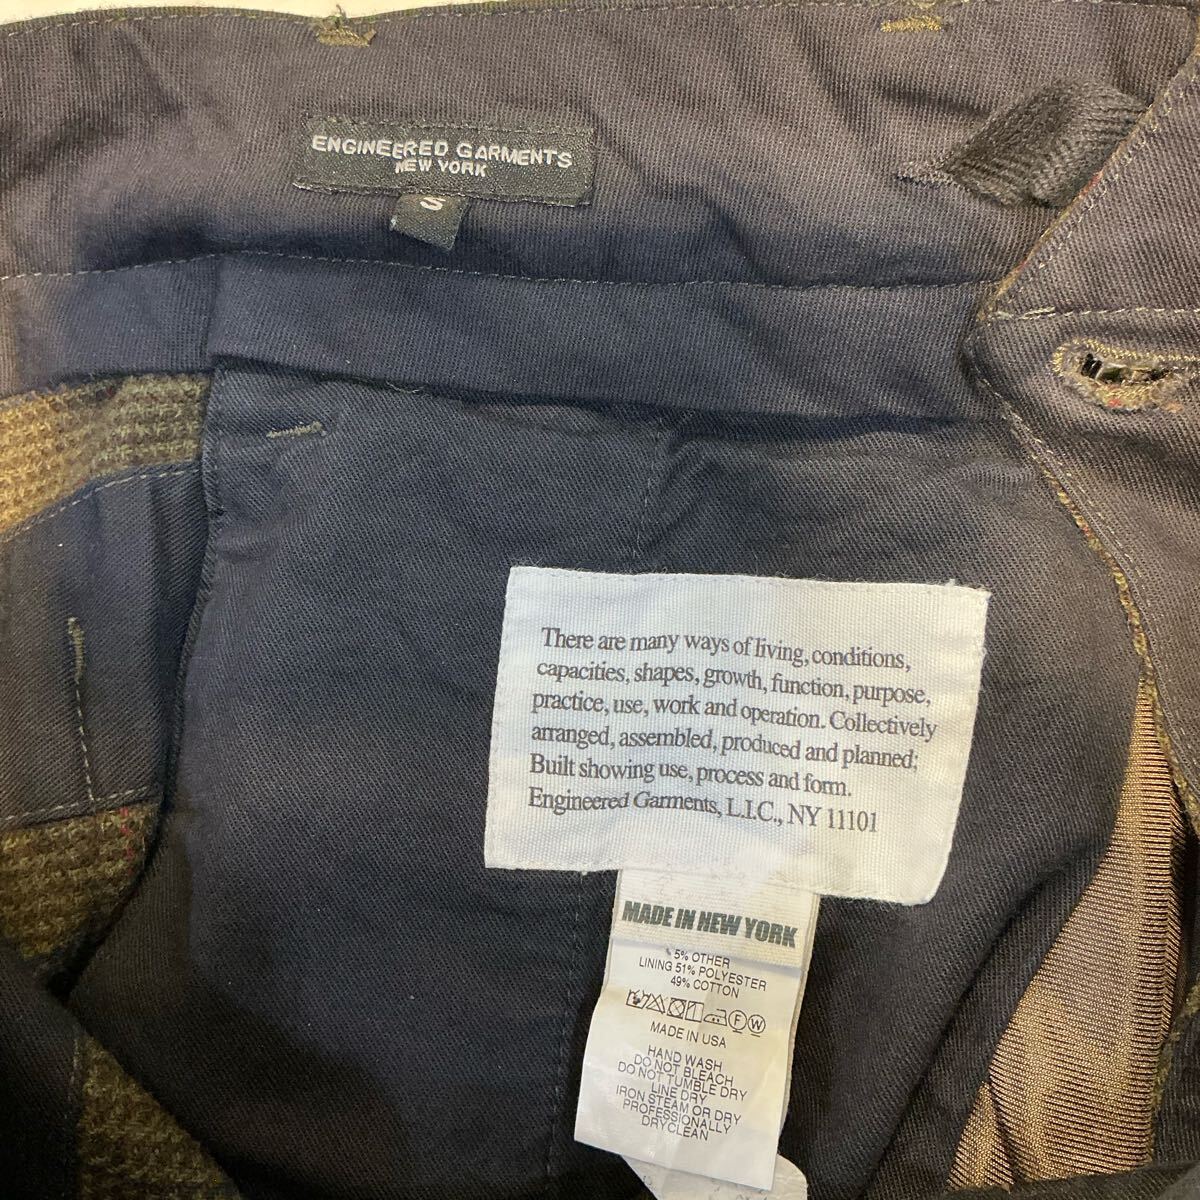 ENGINEERED GARMENTS
NEW YORK
S
There are many ways of living, conditions,
capacities, shapes, growth, function, purpose,
practice, use, work and operation. Collectively
arranged, assembled, produced and planned;
Built showing use, process and form.
Engineered Garments, L.I.C., NY 11101
MADE IN NEW YORK
5% OTHER
LINING 51% POLYESTER
49% COTTON
F W
MADE IN USA
HAND WASH
DO NOT BLEACH
DO NOT TUMBLE DRY
LINE DRY
IRON STEAM OR DRY
PROFESSIONALLY
DRYCLEAN